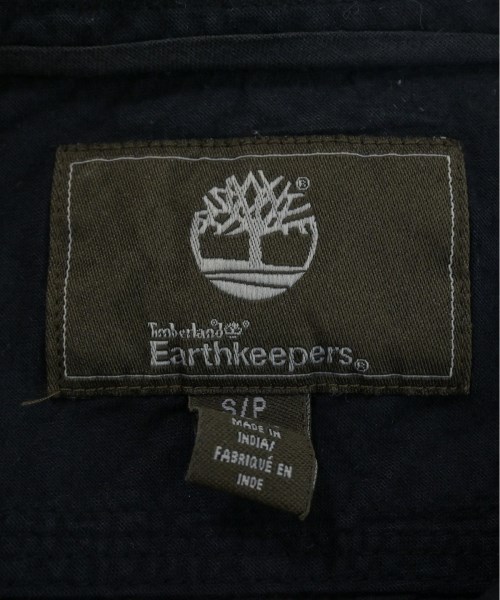 ®
Timberland®
Earthkeepers®
S/P
MADE IN
INDIA/
FABRIQUÉ EN
INDE